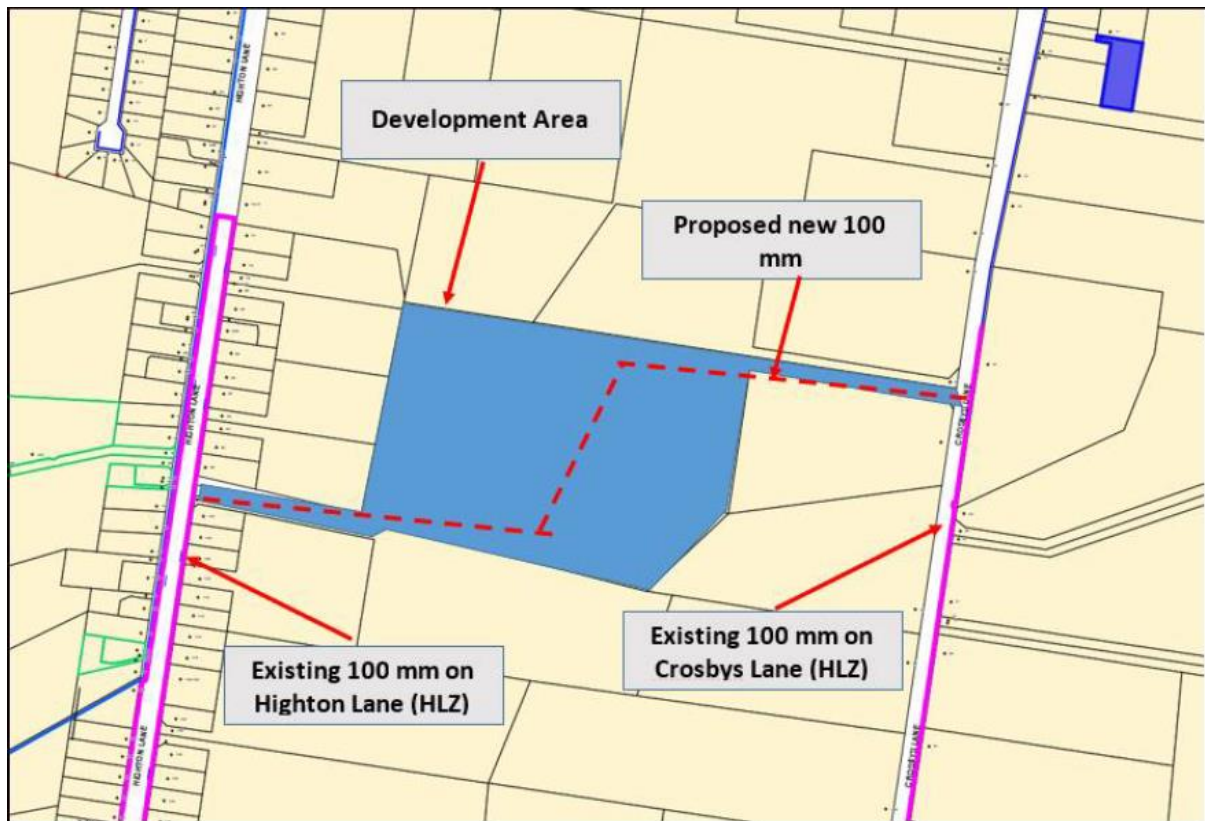 HIGHTON LANE
Development Area
Proposed new 100
mm
HIGHTON LANE
CROSBYS LANE
Existing 100 mm on
Highton Lane (HLZ)
Existing 100 mm on
Crosbys Lane (HLZ)
HIGHTON LANE
CROSBYS LANE